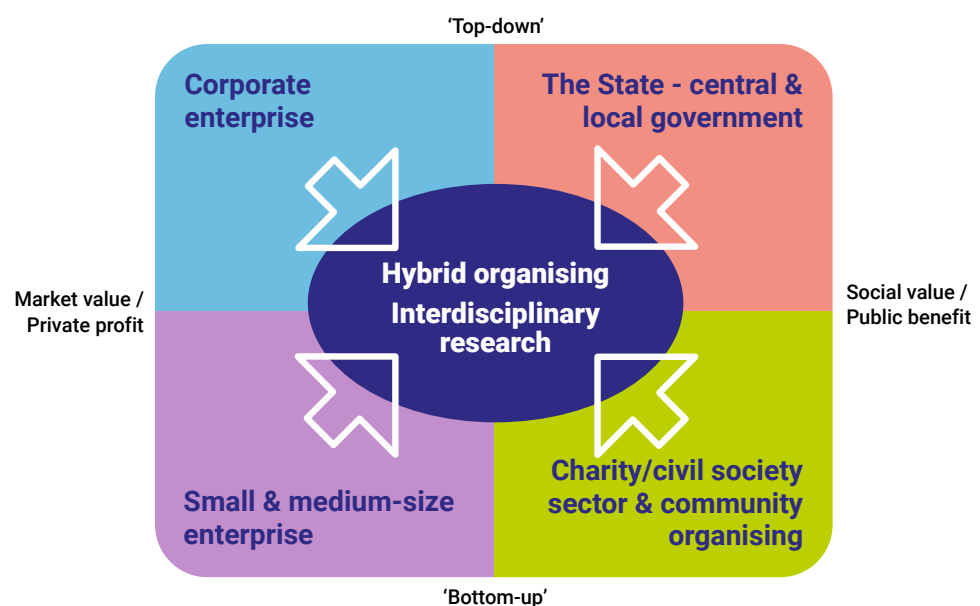 ‘Top-down’
Corporate
enterprise
The State - central &
local government
Hybrid organising
Interdisciplinary
research
Market value /
Private profit
Social value /
Public benefit
Small & medium-size
enterprise
Charity/civil society
sector & community
organising
‘Bottom-up’